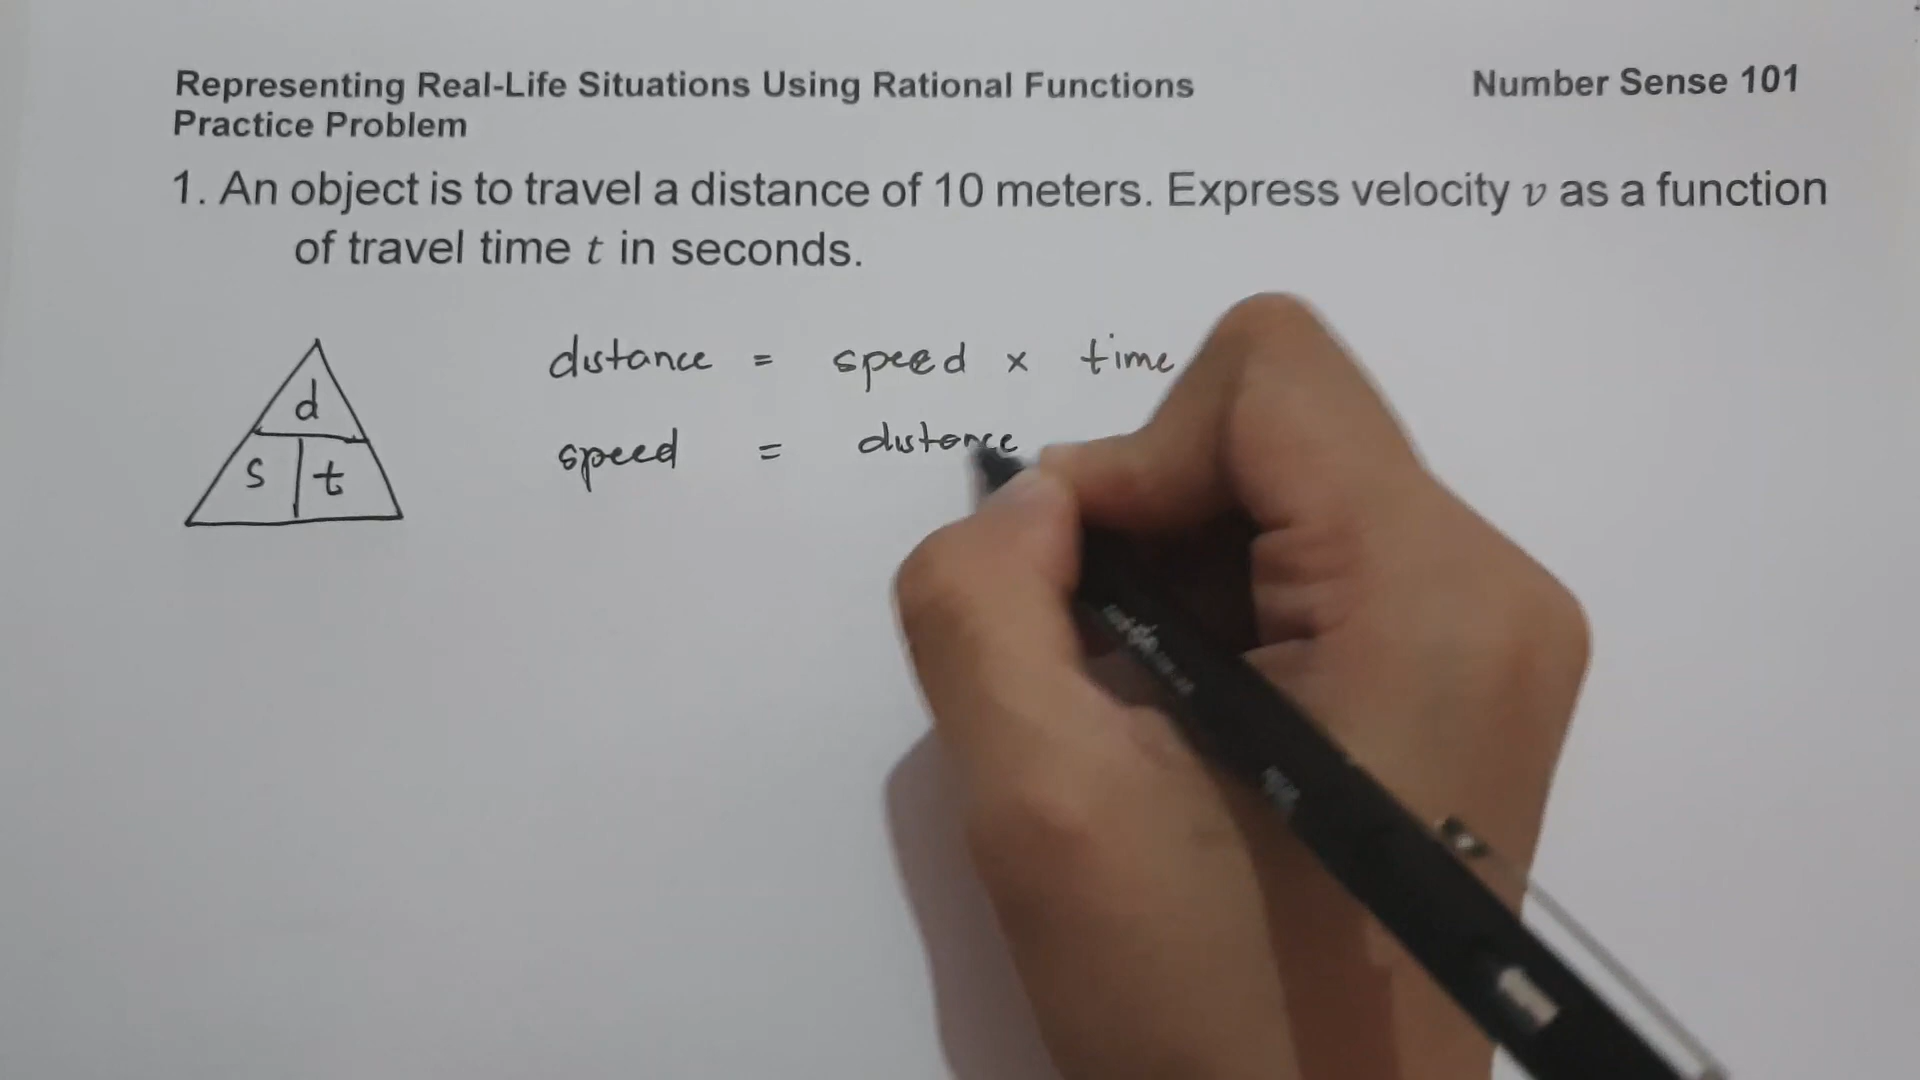 Representing Real-Life Situations Using Rational Functions
Number Sense 101
Practice Problem
1. An object is to travel a distance of 10 meters. Express velocity v as a function
of travel time t in seconds.
distance = speed x time
d
speed = distance
s t